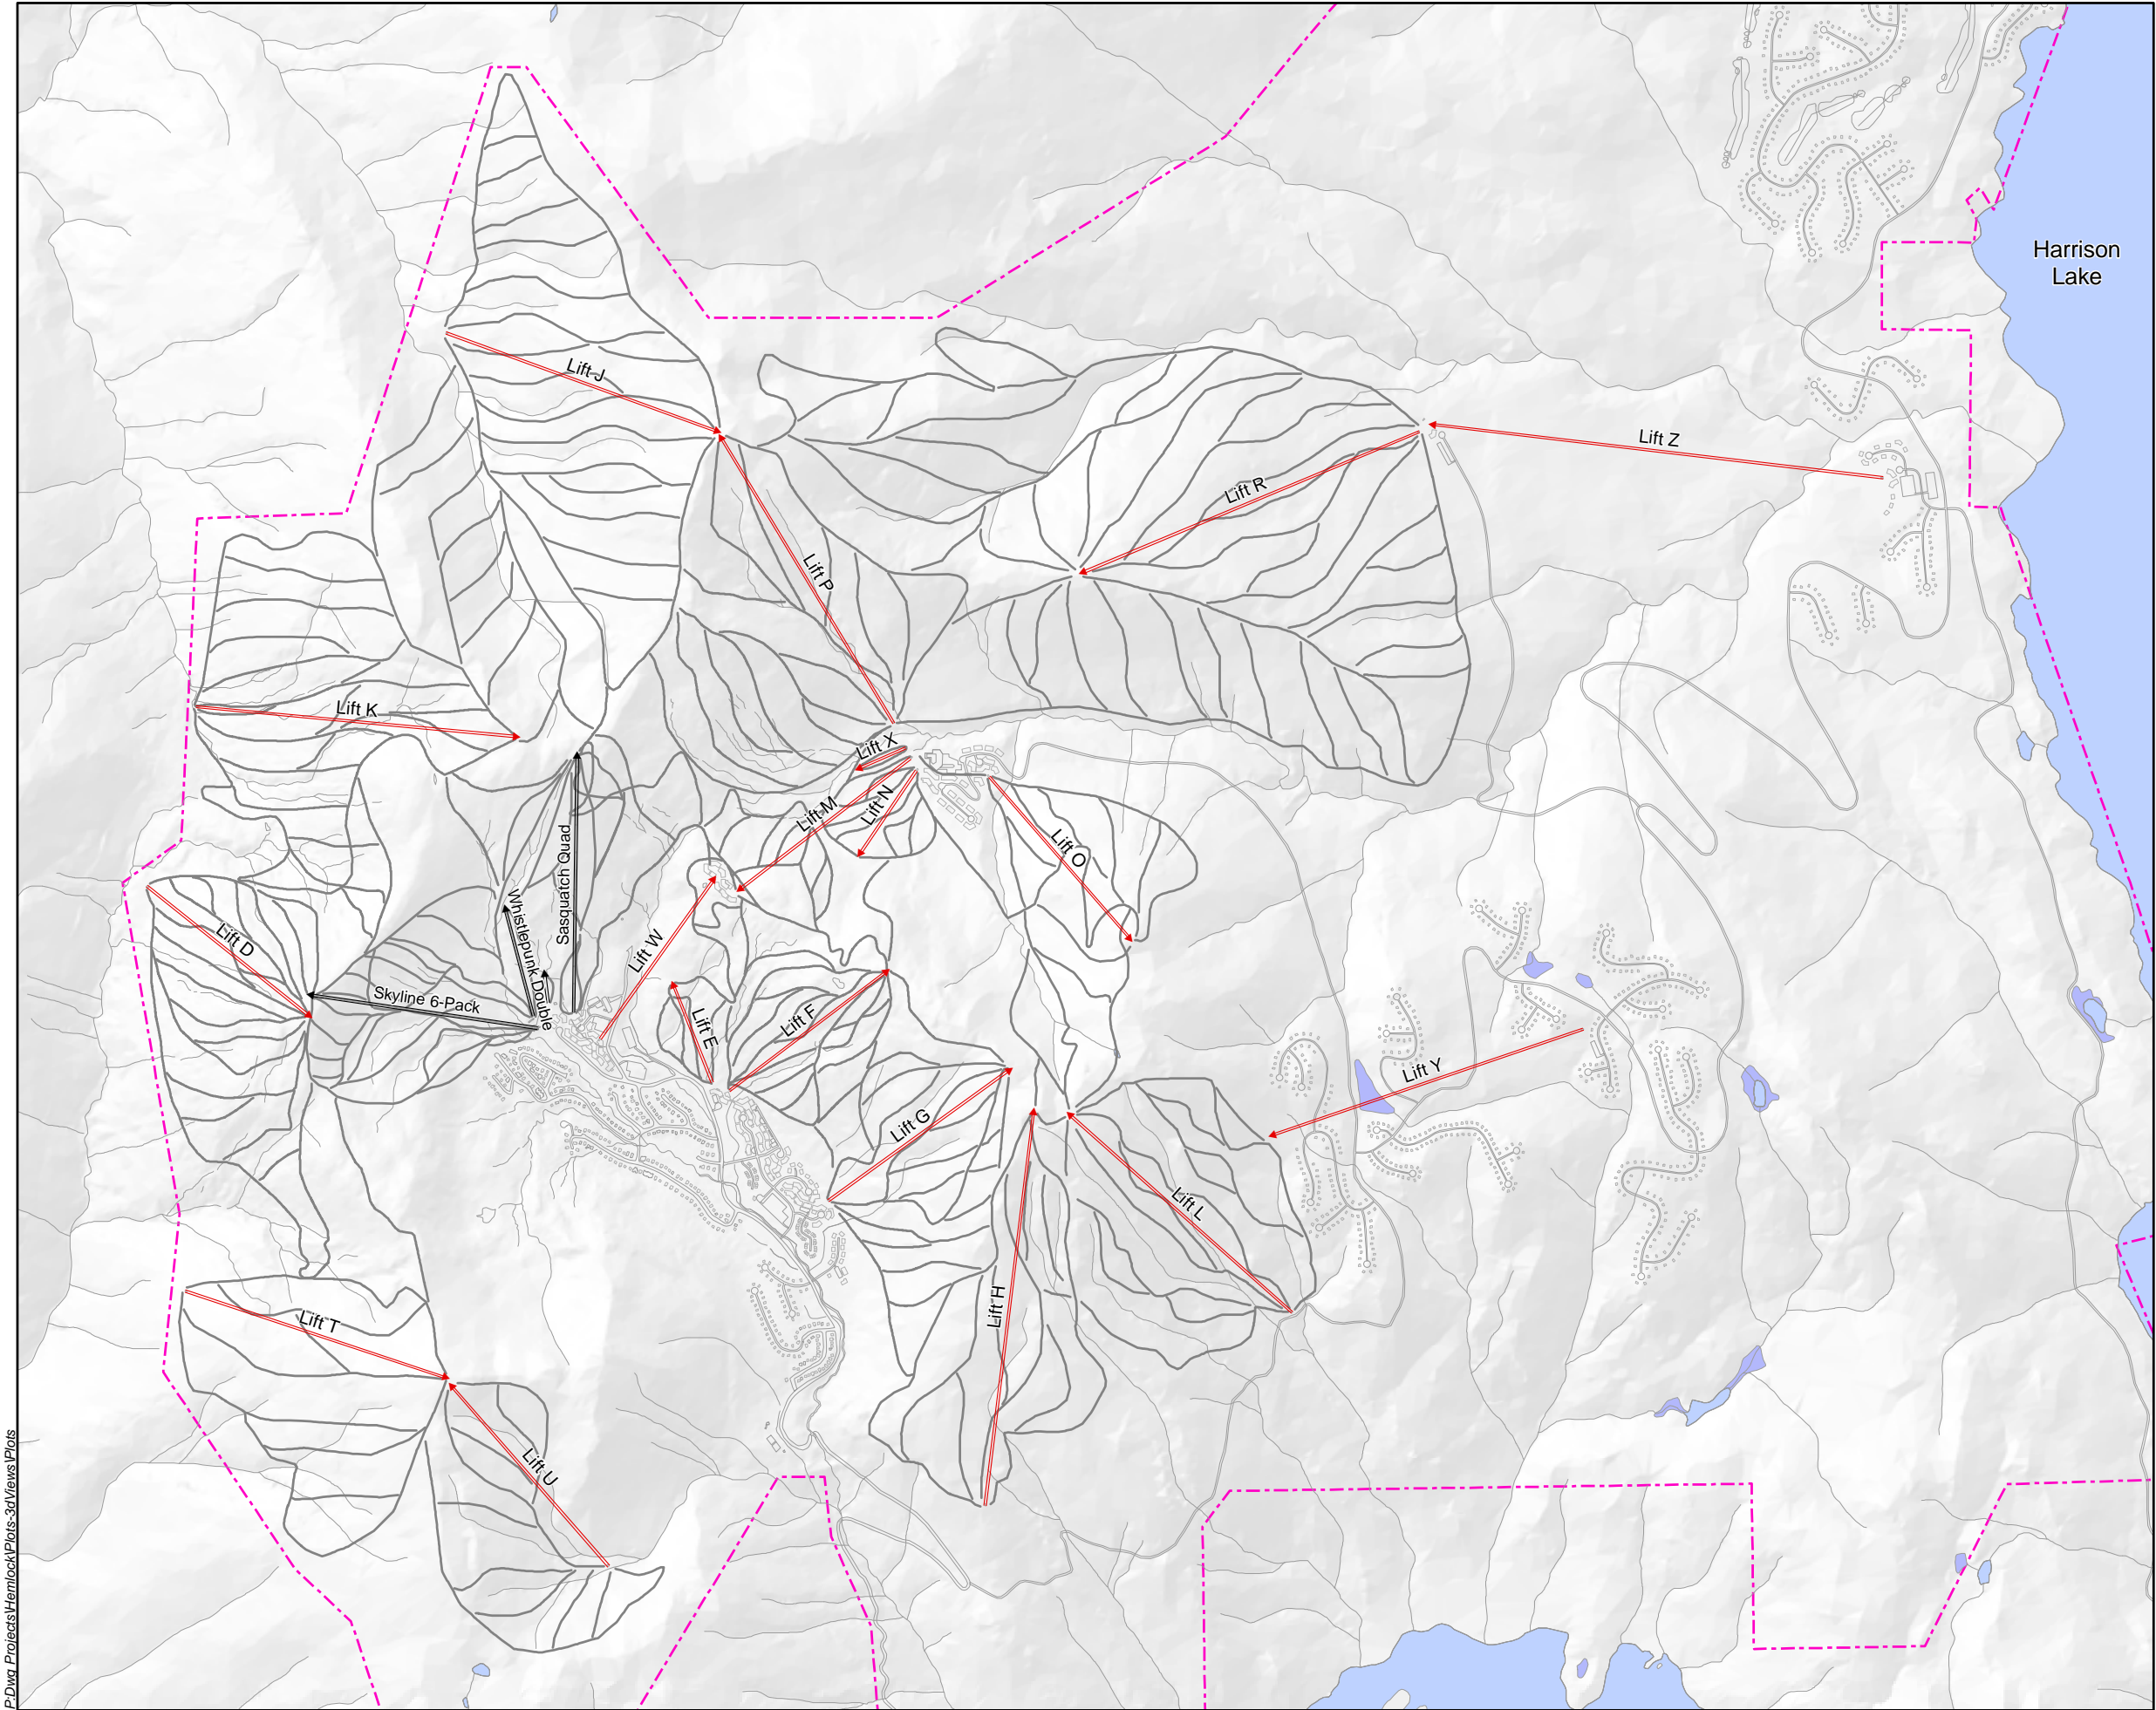 Harrison
Lake
Lift J
Lift Z
Lift R
Lift P
Lift K
Lift X
Lift M
Lift N
Lift O
Sasquatch Quad
Whistlepunk Double
Lift W
Lift D
Skyline 6-Pack
Lift E
Lift F
Lift Y
Lift G
Lift L
Lift H
Lift T
Lift U
P:Dwg Projects\Hemlock\Plots-3dViews\Plots